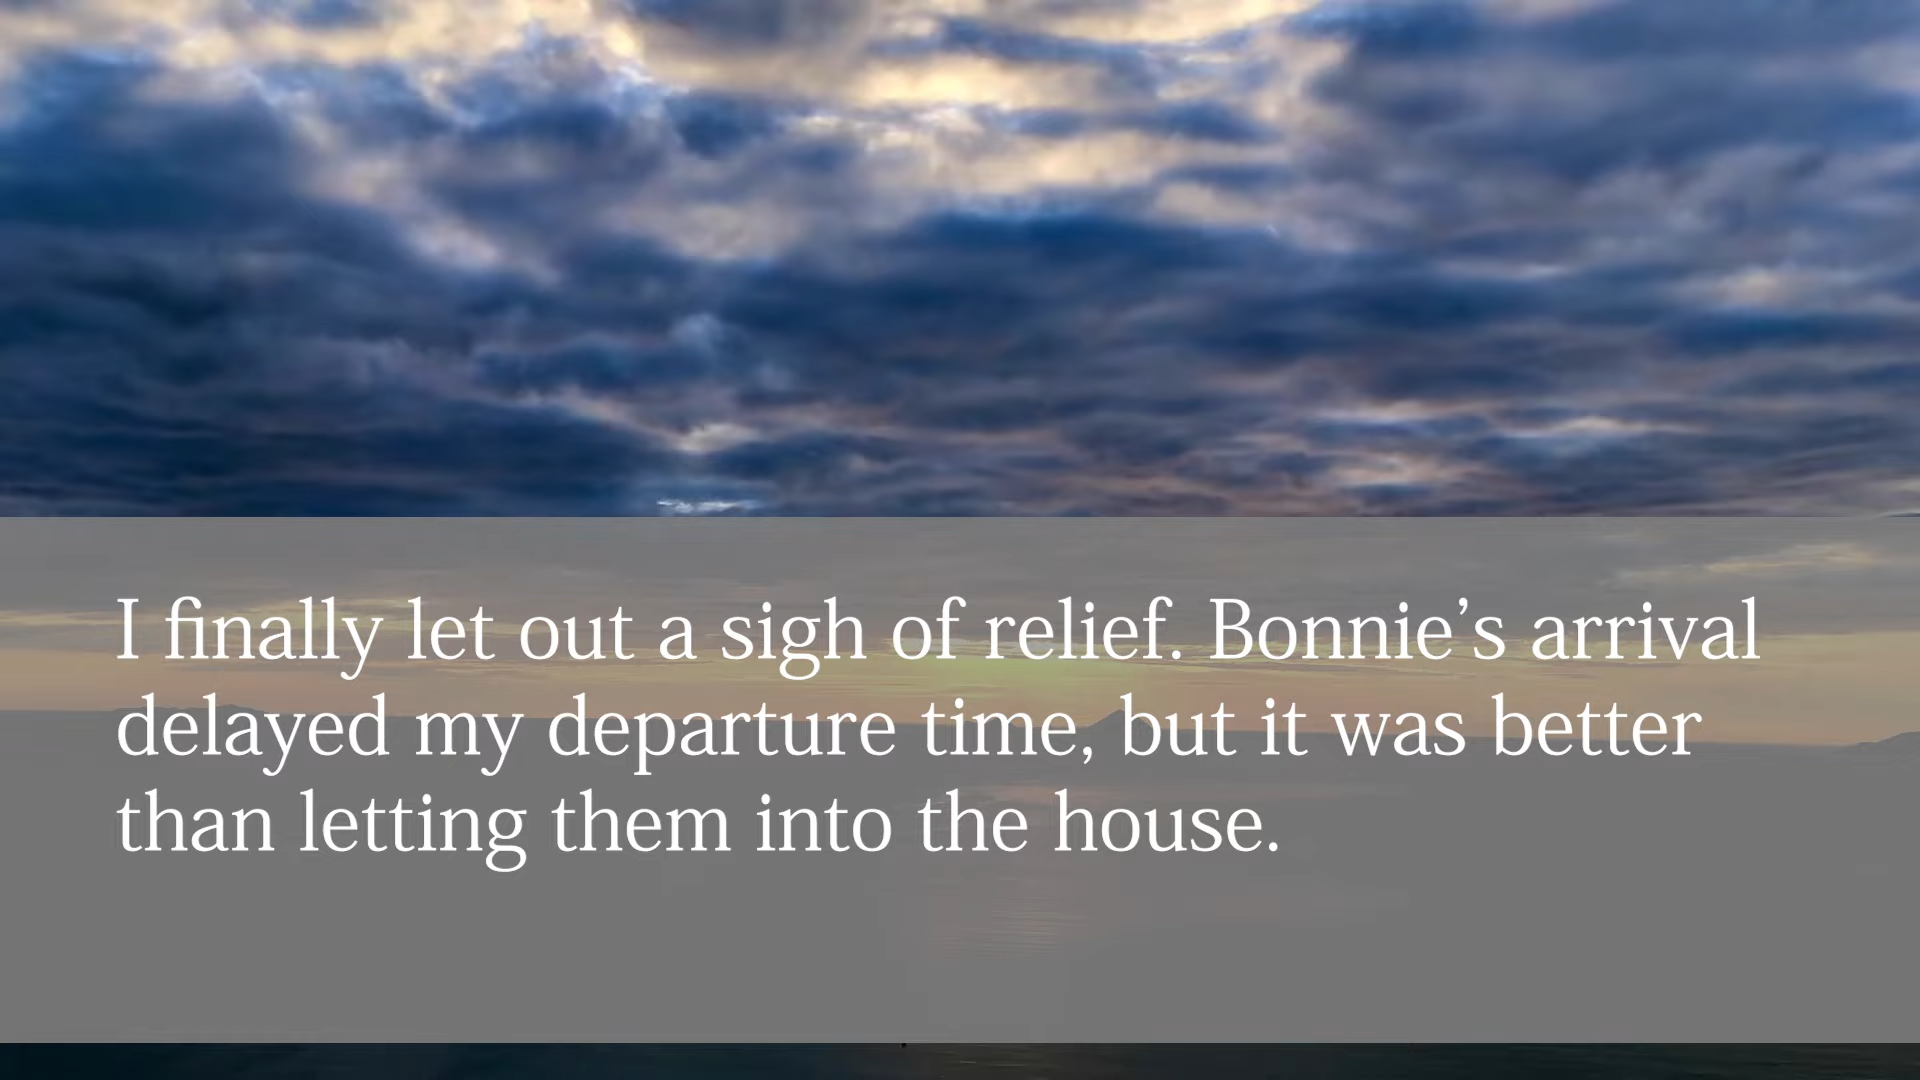 I finally let out a sigh of relief. Bonnie’s arrival
delayed my departure time, but it was better
than letting them into the house.